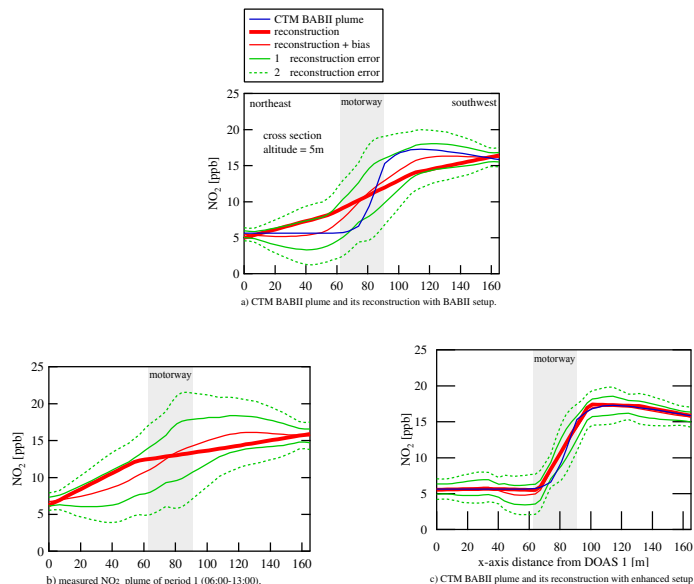 CTM BABII plume
reconstruction
reconstruction + bias
1 reconstruction error
2 reconstruction error
25
20
15
10
5
0
NO2 [ppb]
northeast
motorway
southwest
cross section
altitude = 5m
0 20 40 60 80 100 120 140 160
a) CTM BABII plume and its reconstruction with BABII setup.
25
20
15
10
5
0
NO2 [ppb]
motorway
0 20 40 60 80 100 120 140 160
b) measured NO2 plume of period 1 (06:00-13:00).
25
20
15
10
5
0
NO2 [ppb]
motorway
0 20 40 60 80 100 120 140 160
x-axis distance from DOAS 1 [m]
c) CTM BABII plume and its reconstruction with enhanced setup